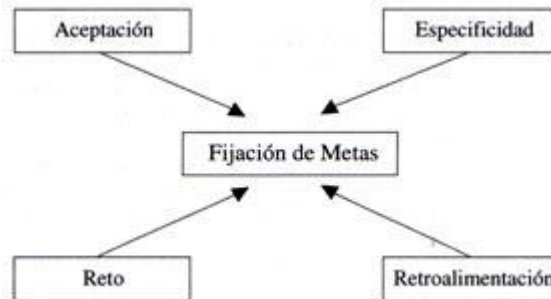 Aceptación
Especificidad
Fijación de Metas
Reto
Retroalimentación